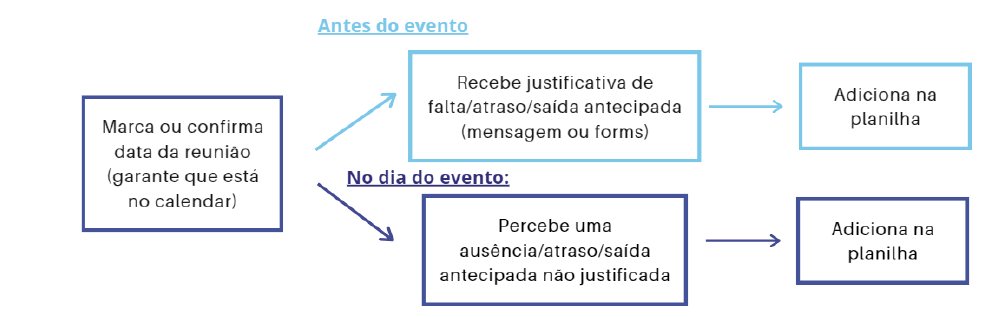 Antes do evento
Recebe justificativa de
falta/atraso/saída antecipada
(mensagem ou forms)
Adiciona na
planilha
Marca ou confirma
data da reunião
(garante que está
no calendar)
No dia do evento:
Percebe uma
ausência/atraso/saída
antecipada não justificada
Adiciona na
planilha